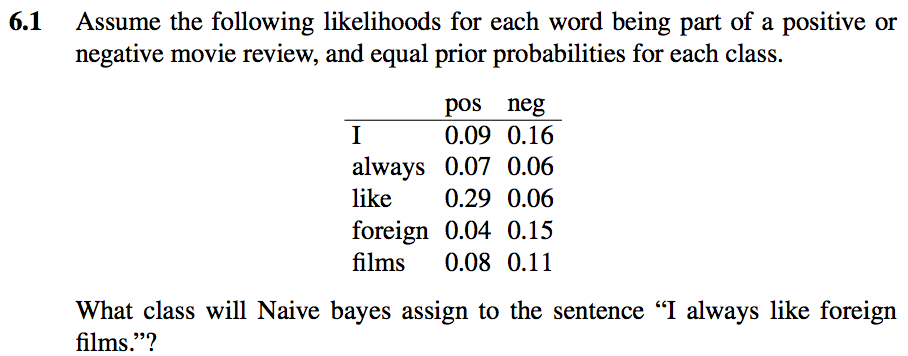 6.1 Assume the following likelihoods for each word being part of a positive or
negative movie review, and equal prior probabilities for each class.
pos neg
I 0.09 0.16
always 0.07 0.06
like 0.29 0.06
foreign 0.04 0.15
films 0.08 0.11
What class will Naive bayes assign to the sentence “I always like foreign
films.”?